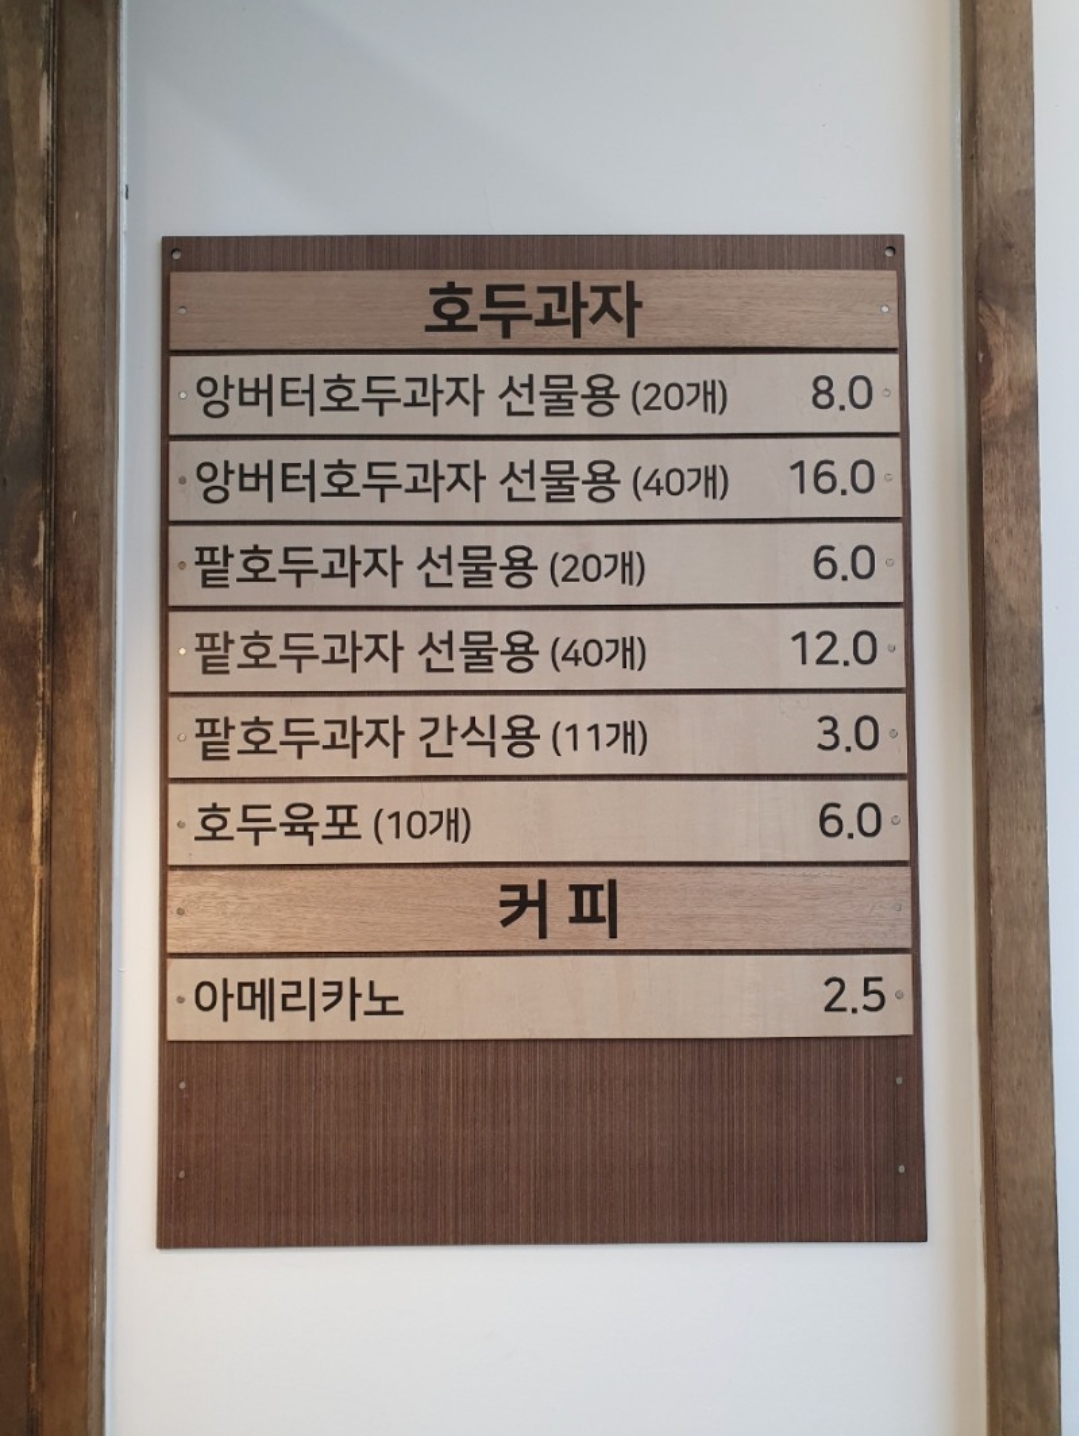 호두과자
앙버터호두과자 선물용 (20개) 8.0
앙버터호두과자 선물용 (40개) 16.0
팥호두과자 선물용 (20개) 6.0
팥호두과자 선물용 (40개) 12.0
팥호두과자 간식용 (11개) 3.0
호두육포 (10개) 6.0
커 피
아메리카노 2.5